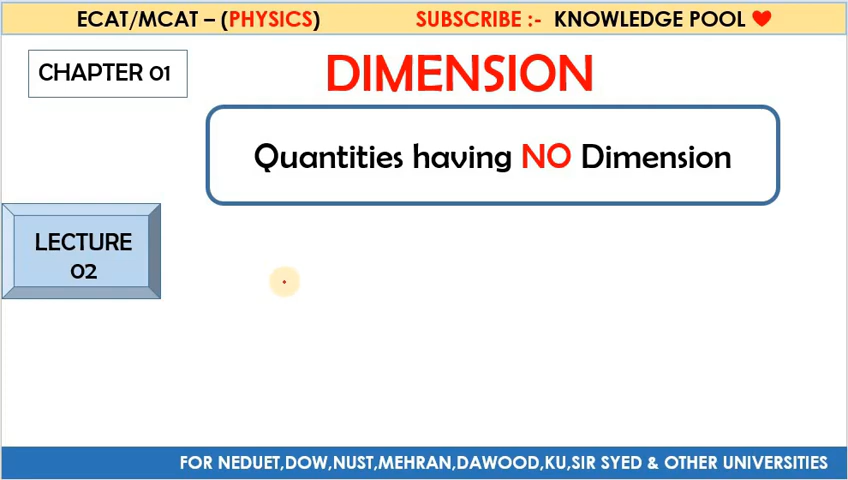 ECAT/MCAT – (PHYSICS) SUBSCRIBE :- KNOWLEDGE POOL ❤
CHAPTER 01
DIMENSION
Quantities having NO Dimension
LECTURE
02
FOR NEDUET,DOW,NUST,MEHRAN,DAWOOD,KU,SIR SYED & OTHER UNIVERSITIES